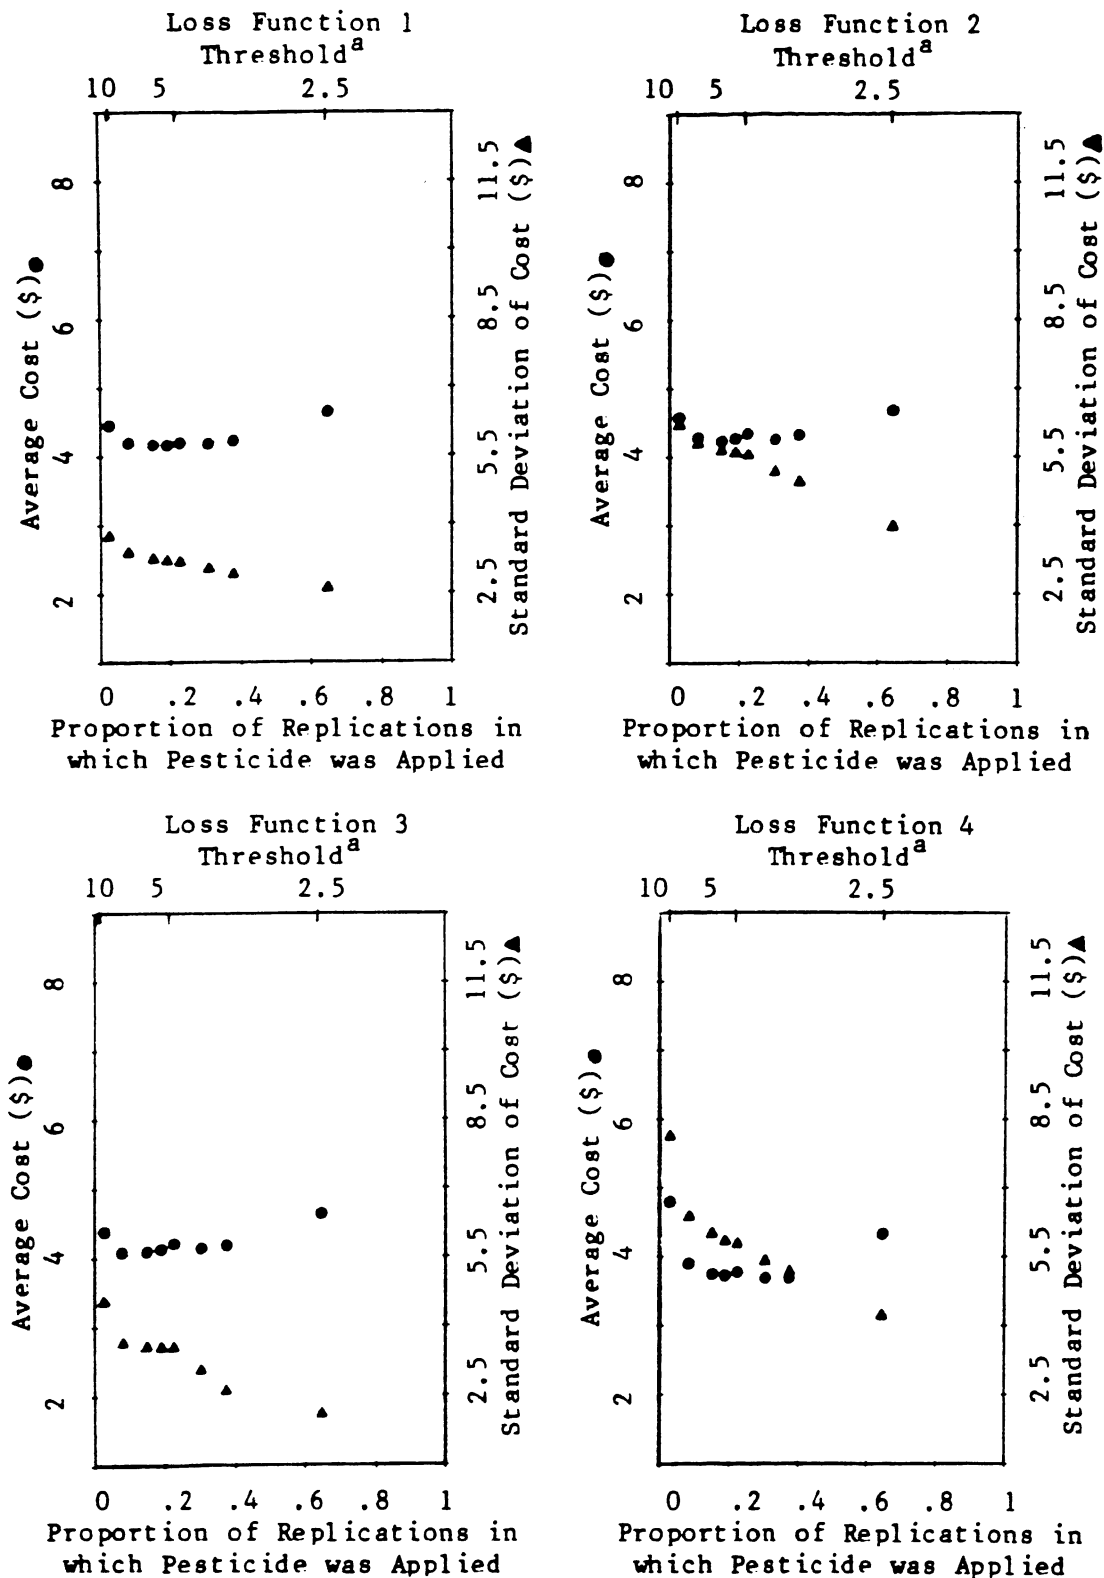 Loss Function 1
Threshold^a
10 5 2.5
Average Cost ($)●
8
6
4
2
11.5
8.5
5.5
2.5
Standard Deviation of Cost ($)▲
0 .2 .4 .6 .8 1
Proportion of Replications in
which Pesticide was Applied
Loss Function 2
Threshold^a
10 5 2.5
Average Cost ($)●
8
6
4
2
11.5
8.5
5.5
2.5
Standard Deviation of Cost ($)▲
0 .2 .4 .6 .8 1
Proportion of Replications in
which Pesticide was Applied
Loss Function 3
Threshold^a
10 5 2.5
Average Cost ($)●
8
6
4
2
11.5
8.5
5.5
2.5
Standard Deviation of Cost ($)▲
0 .2 .4 .6 .8 1
Proportion of Replications in
which Pesticide was Applied
Loss Function 4
Threshold^a
10 5 2.5
Average Cost ($)●
8
6
4
2
11.5
8.5
5.5
2.5
Standard Deviation of Cost ($)▲
0 .2 .4 .6 .8 1
Proportion of Replications in
which Pesticide was Applied